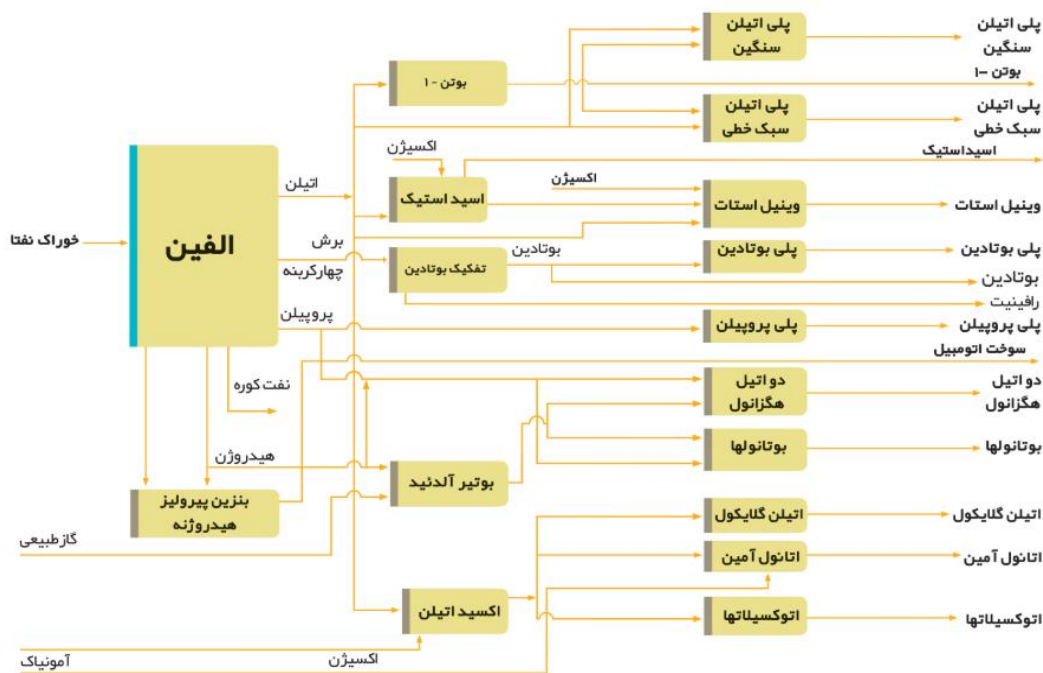 پلی اتیلن
سنگین
پلی اتیلن
سنگین
بوتن - ۱
بوتن -۱
پلی اتیلن
سبک خطی
پلی اتیلن
سبک خطی
اکسیژن
اسیداستیک
اتیلن
اسید استیک
اکسیژن
وینیل استات
وینیل استات
خوراک نفتا
الفین
برش
چهارکربنه
تفکیک بوتادین
بوتادین
پلی بوتادین
پلی بوتادین
بوتادین
رافینیت
پروپیلن
پلی پروپیلن
پلی پروپیلن
سوخت اتومبیل
نفت کوره
دو اتیل
هگزانول
دو اتیل
هگزانول
هیدروژن
بوتیر آلدئید
بوتانولها
بوتانولها
بنزین پیرولیز
هیدروژنه
گازطبیعی
اتیلن گلایکول
اتیلن گلایکول
اتانول آمین
اتانول آمین
اکسید اتیلن
اتوکسیلاتها
اتوکسیلاتها
اکسیژن
آمونیاک